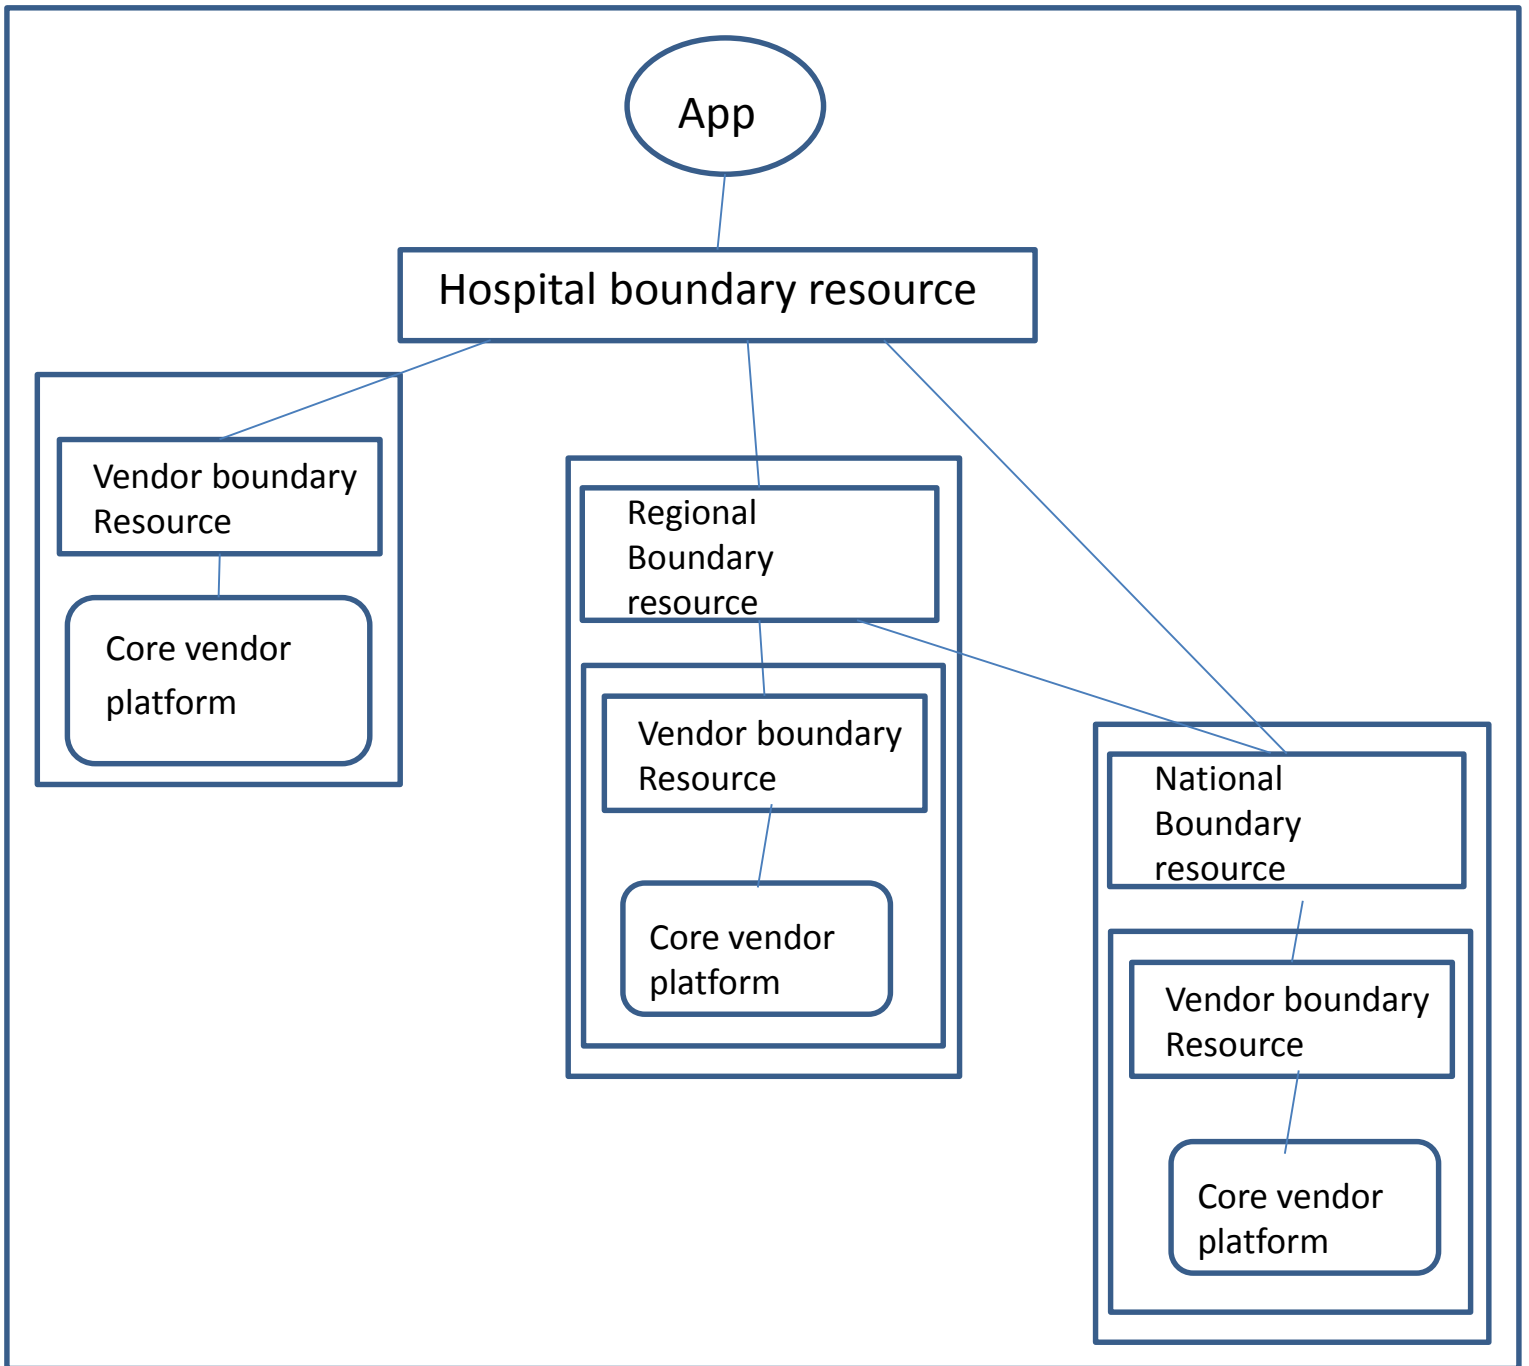 App
Hospital boundary resource
Vendor boundary
Resource
Core vendor
platform
Regional
Boundary
resource
Vendor boundary
Resource
Core vendor
platform
National
Boundary
resource
Vendor boundary
Resource
Core vendor
platform